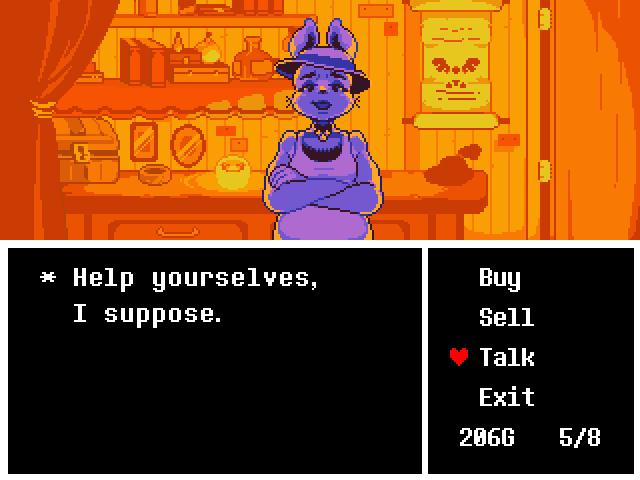 * Help yourselves,
I suppose.
Buy
Sell
Talk
Exit
206G 5/8